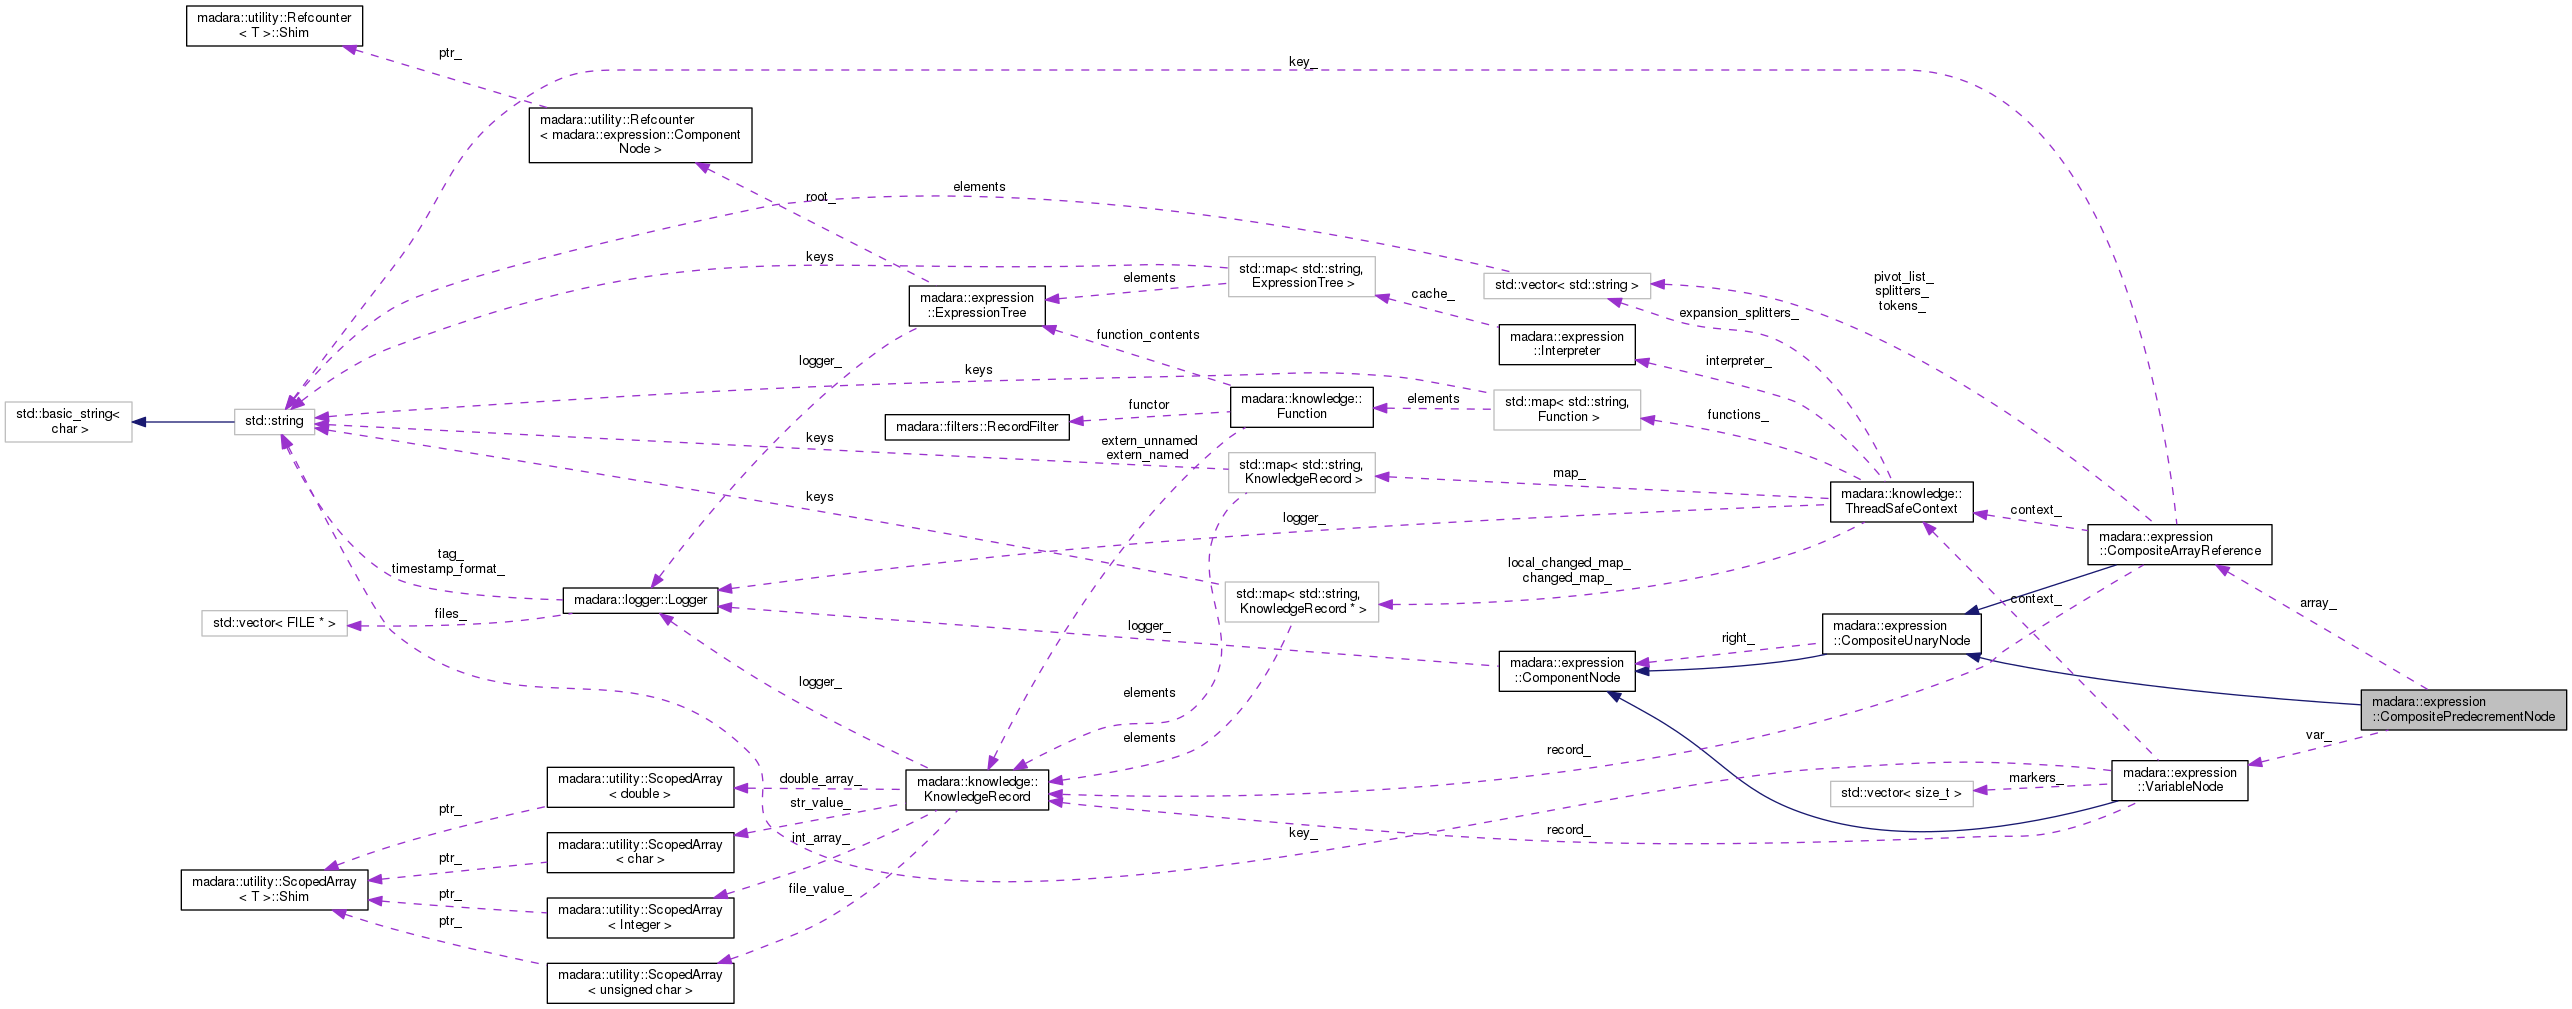 madara::utility::Refcounter
< T >::Shim
ptr_
key_
madara::utility::Refcounter
< madara::expression::Component
Node >
root_
elements
keys
elements
std::map< std::string,
ExpressionTree >
cache_
std::vector< std::string >
pivot_list_
splitters_
tokens_
madara::expression
::ExpressionTree
function_contents
expansion_splitters_
madara::expression
::Interpreter
interpreter_
logger_
keys
std::basic_string<
char >
std::string
madara::filters::RecordFilter
functor
madara::knowledge::
Function
elements
std::map< std::string,
Function >
functions_
keys
extern_unnamed
extern_named
std::map< std::string,
KnowledgeRecord >
map_
madara::knowledge::
ThreadSafeContext
context_
madara::expression
::CompositeArrayReference
keys
logger_
tag_
timestamp_format_
local_changed_map_
changed_map_
madara::logger::Logger
std::map< std::string,
KnowledgeRecord * >
context_
array_
std::vector< FILE * >
files_
logger_
madara::expression
::CompositeUnaryNode
right_
madara::expression
::ComponentNode
logger_
elements
madara::expression
::CompositePredecrementNode
elements
record_
var_
madara::utility::ScopedArray
< double >
double_array_
madara::knowledge::
KnowledgeRecord
std::vector< size_t >
markers_
madara::expression
::VariableNode
ptr_
str_value_
key_
record_
int_array_
madara::utility::ScopedArray
< char >
ptr_
madara::utility::ScopedArray
< T >::Shim
file_value_
ptr_
madara::utility::ScopedArray
< Integer >
ptr_
madara::utility::ScopedArray
< unsigned char >